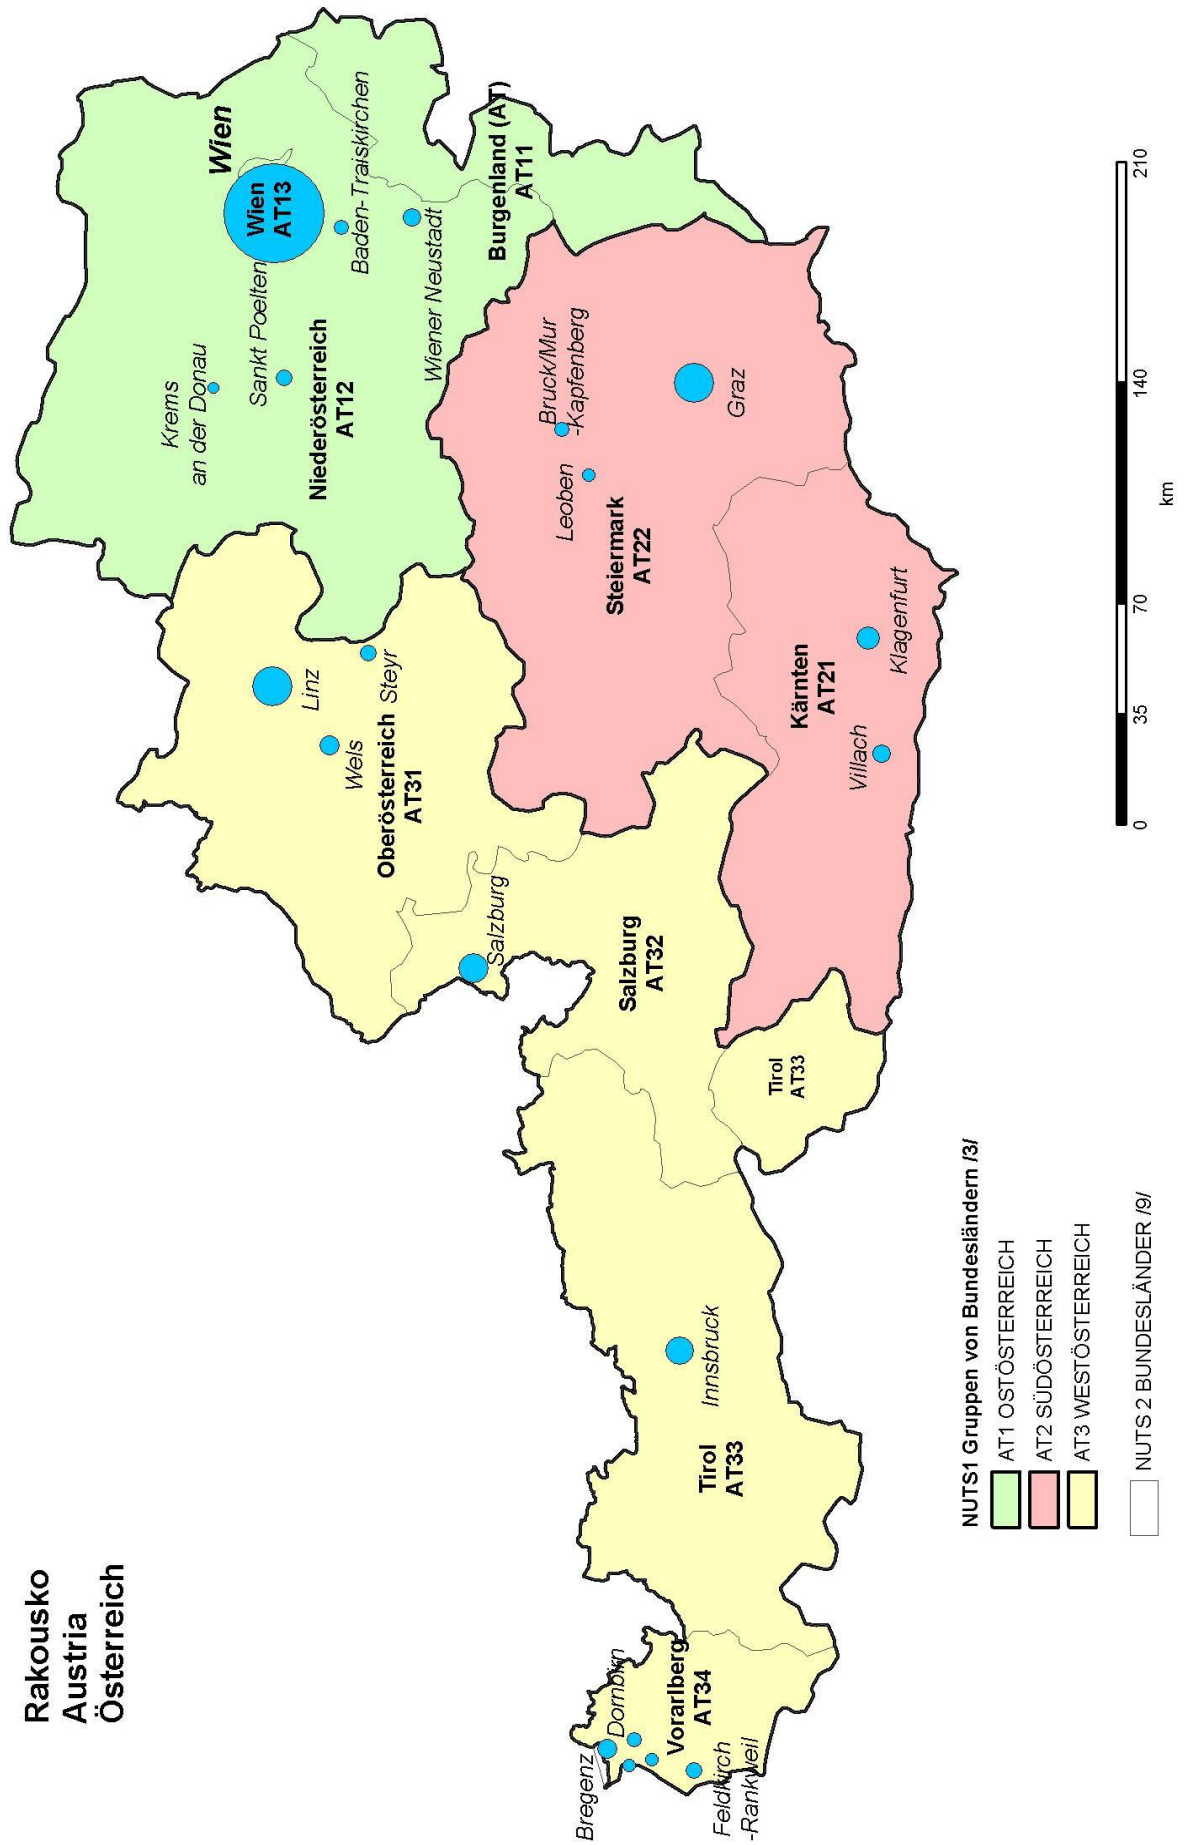 Rakousko
Austria
Österreich
Krems
an der Donau
Sankt Poelten
Wien
Wien
AT13
Baden-Traiskirchen
Niederösterreich
AT12
Wiener Neustadt
Burgenland (AT)
AT11
Linz
Wels
Steyr
Oberösterreich
AT31
Salzburg
Salzburg
AT32
Bruck/Mur
-Kapfenberg
Leoben
Steiermark
AT22
Graz
Kärnten
AT21
Villach
Klagenfurt
Tirol
AT33
Innsbruck
Tirol
AT33
Bregenz
Dornbirn
Vorarlberg
AT34
Feldkirch
-Rankweil
NUTS1 Gruppen von Bundesländern /3/
AT1 OSTÖSTERREICH
AT2 SÜDÖSTERREICH
AT3 WESTÖSTERREICH
NUTS 2 BUNDESLÄNDER /9/
0 35 70 140 210
km